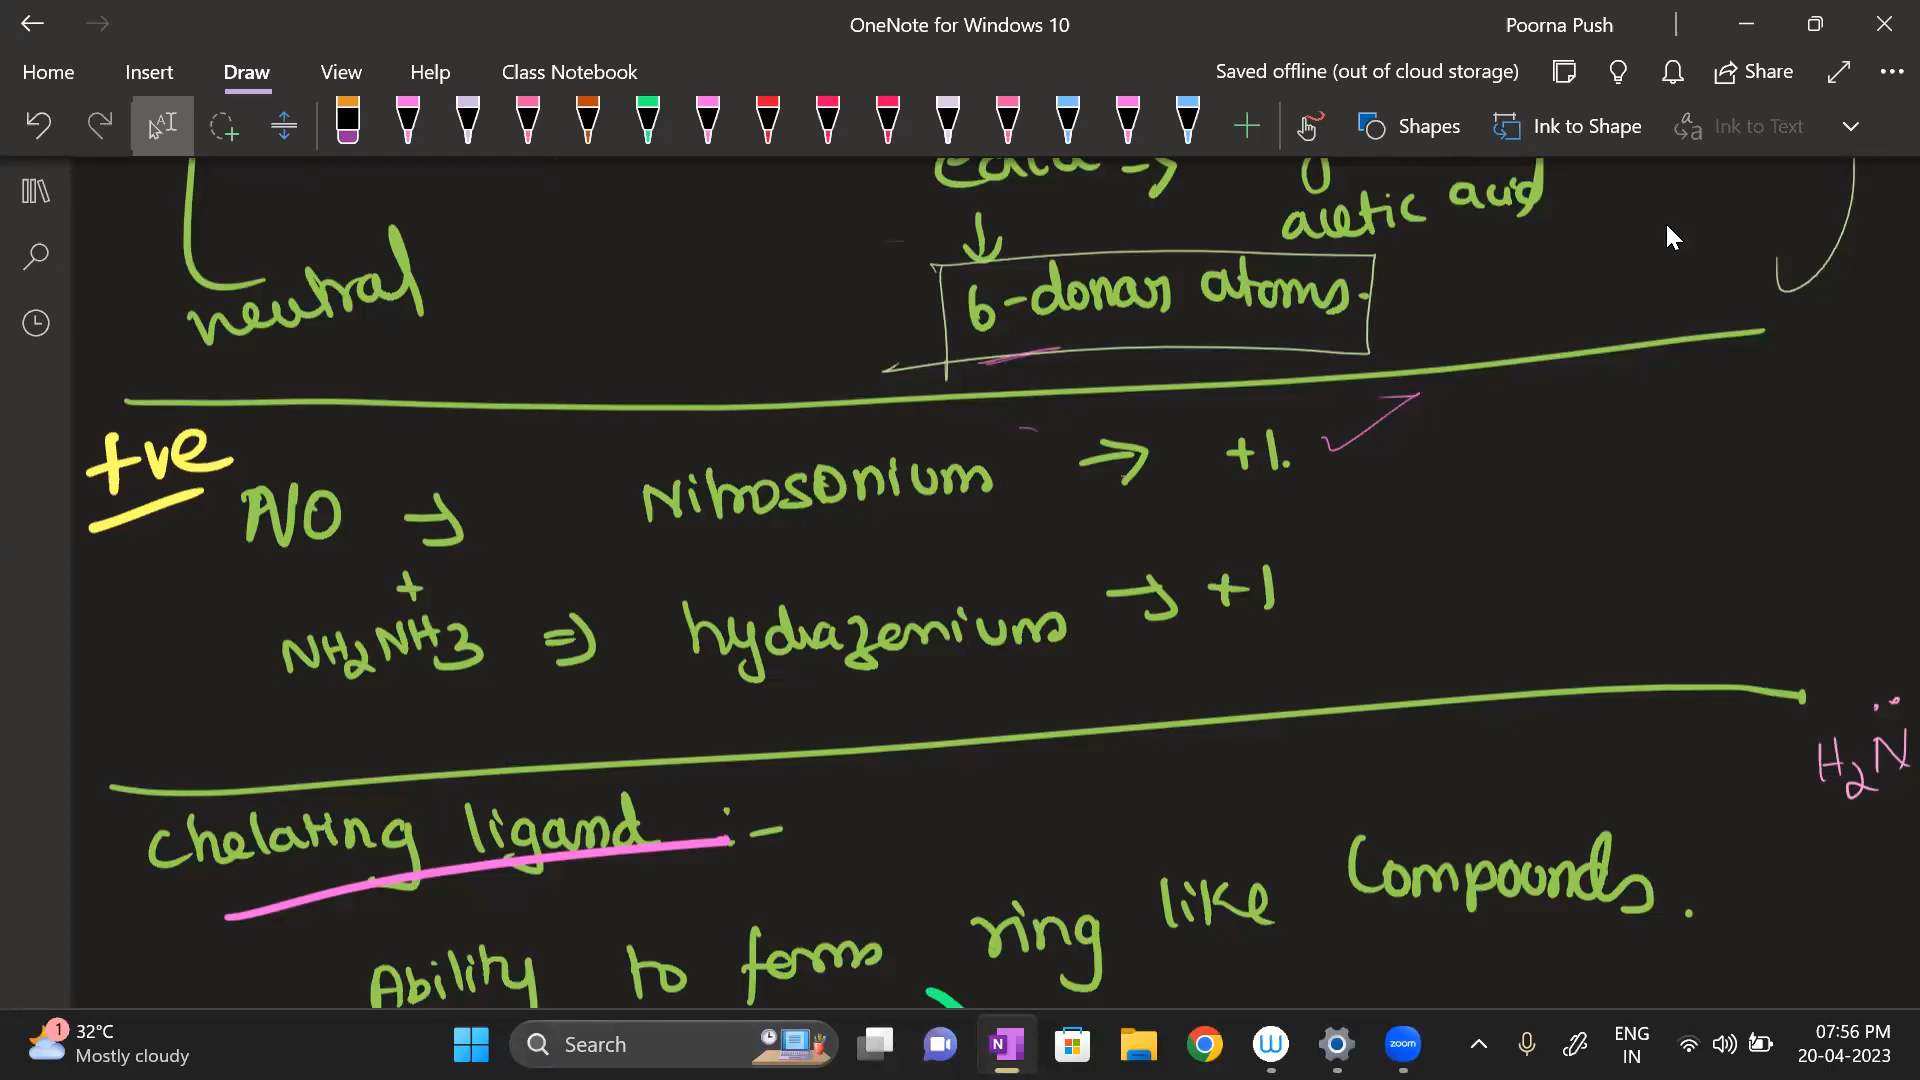 OneNote for Windows 10
Poorna Push
Home Insert Draw View Help Class Notebook
Saved offline (out of cloud storage)
Share
Shapes
Ink to Shape
Ink to Text
acetic acid
neutral
6-donar atoms.
+ve
NO → Nitrosonium → +1.
+
NH2NH3 ⇒ hydrazenium → +1
H2N
Chelating ligand :-
Ability to forms ring like Compounds.
1
32°C
Mostly cloudy
Search
zoom
ENG
IN
07:56 PM
20-04-2023